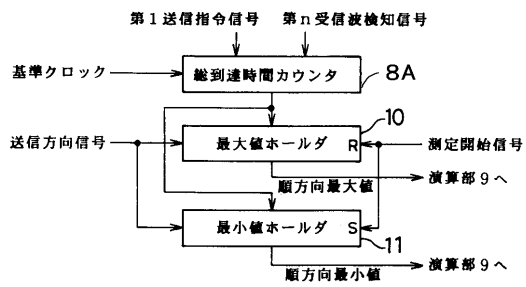 第1送信指令信号 第n受信波検知信号
基準クロック 総到達時間カウンタ 8A
10
送信方向信号 最大値ホールダ R 測定開始信号
順方向最大値 演算部9へ
最小値ホールダ S
11
順方向最小値 演算部9へ